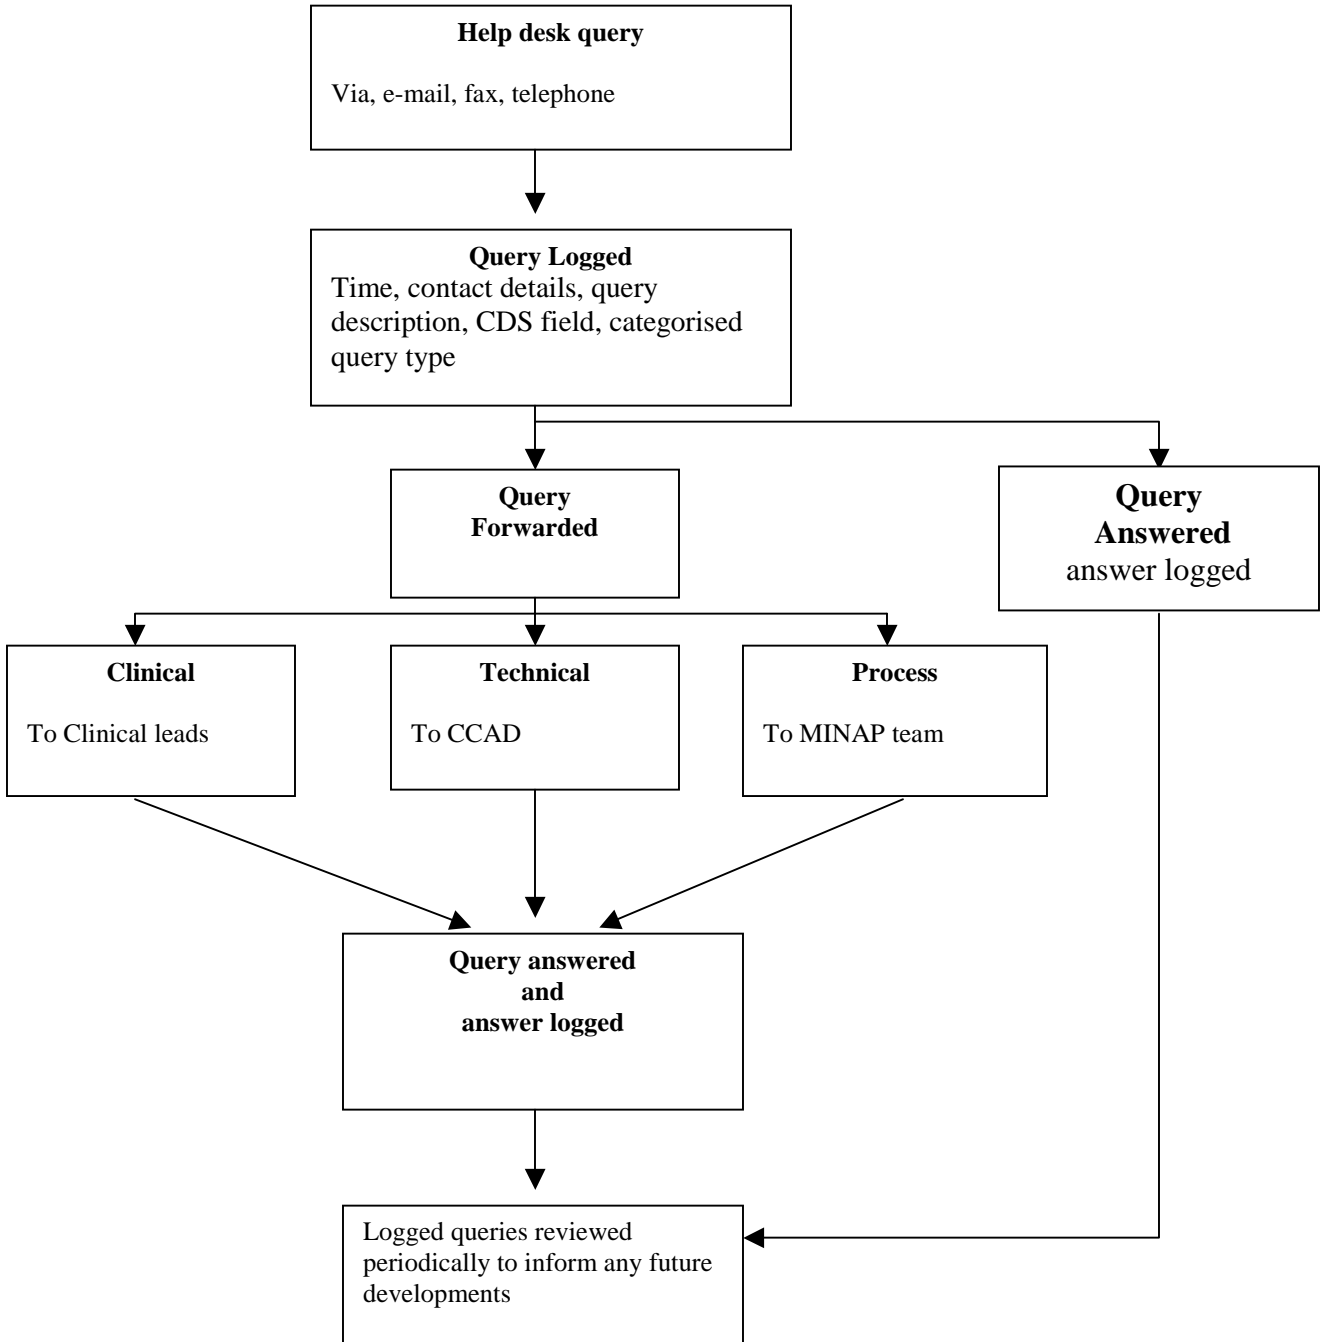 Help desk query
Via, e-mail, fax, telephone
Query Logged
Time, contact details, query
description, CDS field, categorised
query type
Query
Forwarded
Query
Answered
answer logged
Clinical
To Clinical leads
Technical
To CCAD
Process
To MINAP team
Query answered
and
answer logged
Logged queries reviewed
periodically to inform any future
developments